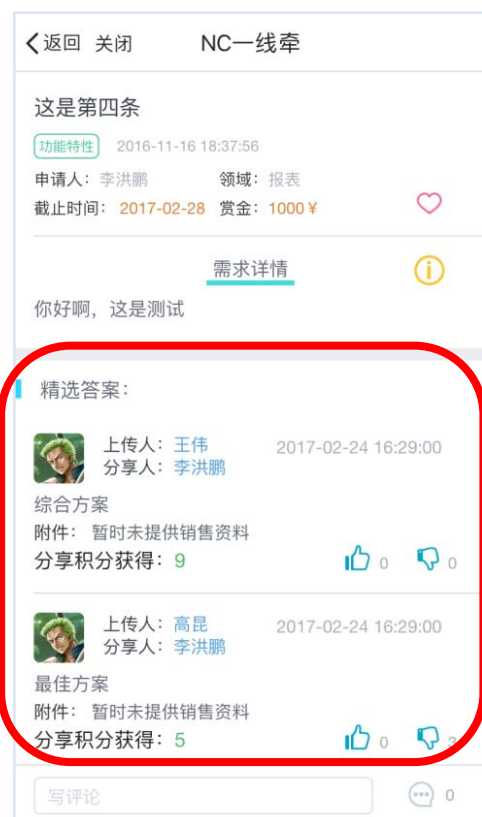 返回 关闭 NC一线牵
这是第四条
功能特性 2016-11-16 18:37:56
申请人：李洪鹏 领域：报表
截止时间：2017-02-28 赏金：1000¥
需求详情
你好啊，这是测试
精选答案：
上传人：王伟 2017-02-24 16:29:00
分享人：李洪鹏
综合方案
附件： 暂时未提供销售资料
分享积分获得：9 0 0
上传人：高昆 2017-02-24 16:29:00
分享人：李洪鹏
最佳方案
附件： 暂时未提供销售资料
分享积分获得：5 0 3
写评论 0